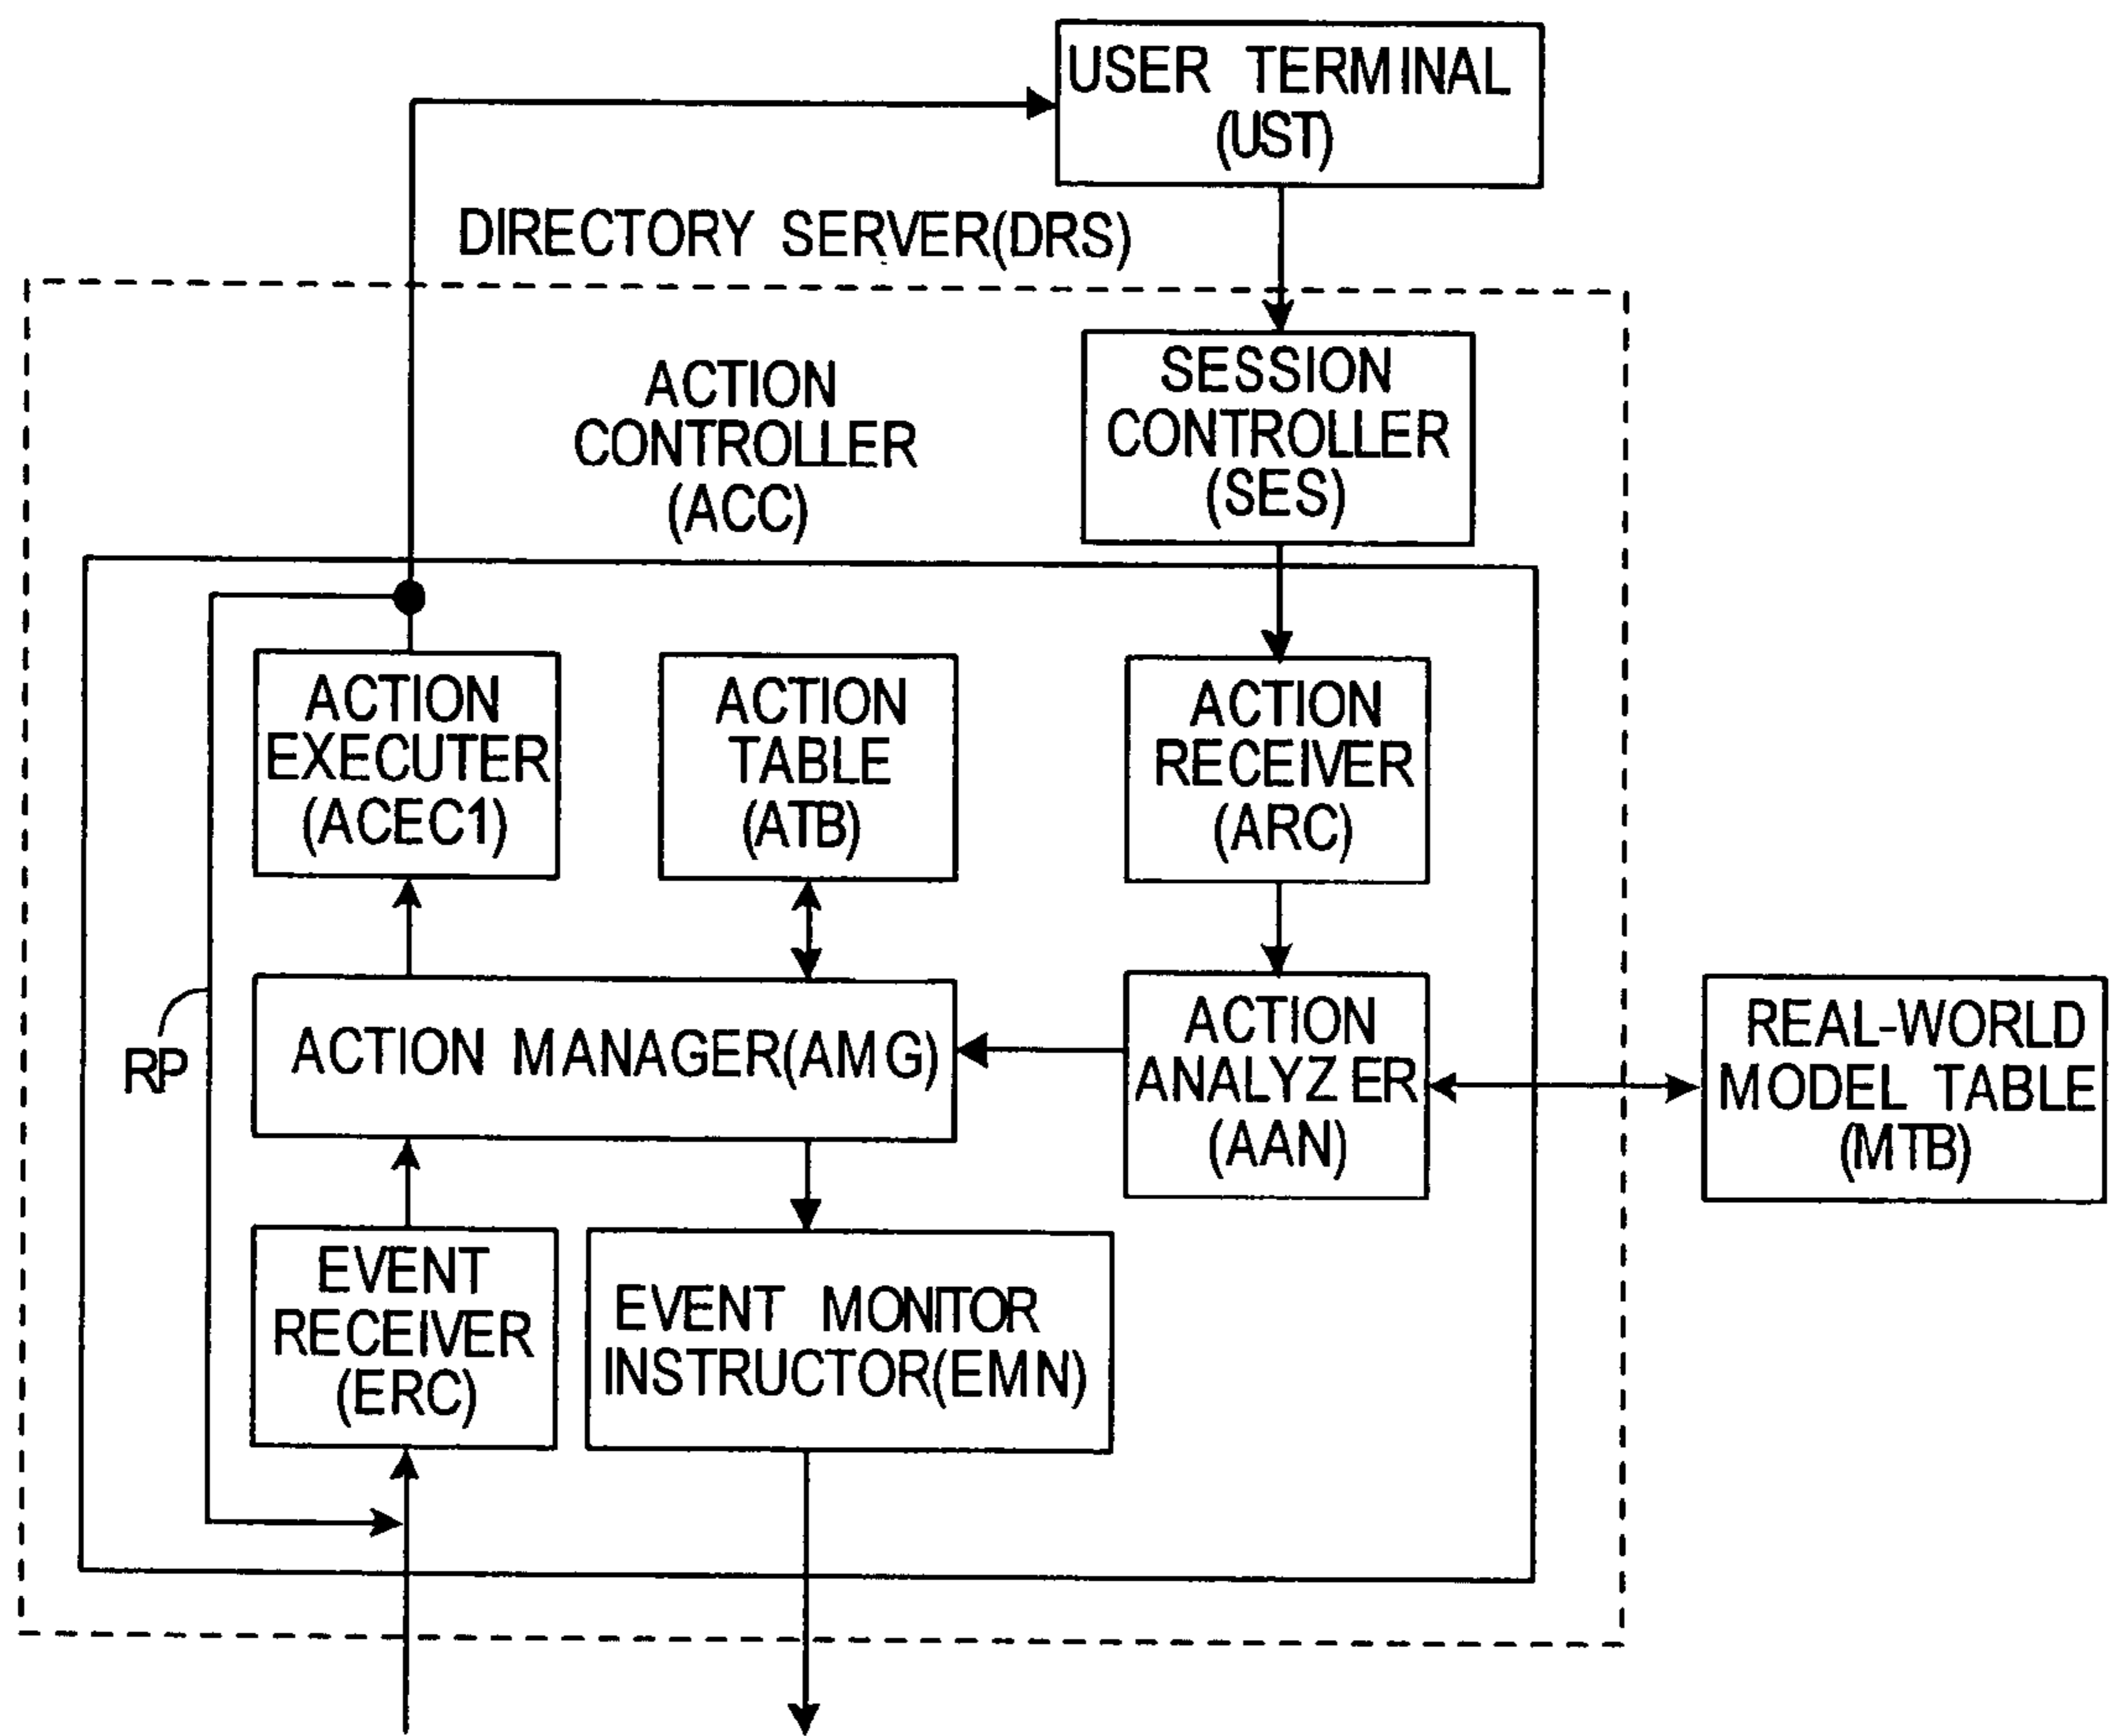 USER TERMINAL
(UST)
DIRECTORY SERVER(DRS)
ACTION
CONTROLLER
(ACC)
SESSION
CONTROLLER
(SES)
ACTION
EXECUTER
(ACEC1)
ACTION
TABLE
(ATB)
ACTION
RECEIVER
(ARC)
RP
ACTION MANAGER(AMG)
ACTION
ANALYZER
(AAN)
REAL-WORLD
MODEL TABLE
(MTB)
EVENT
RECEIVER
(ERC)
EVENT MONITOR
INSTRUCTOR(EMN)